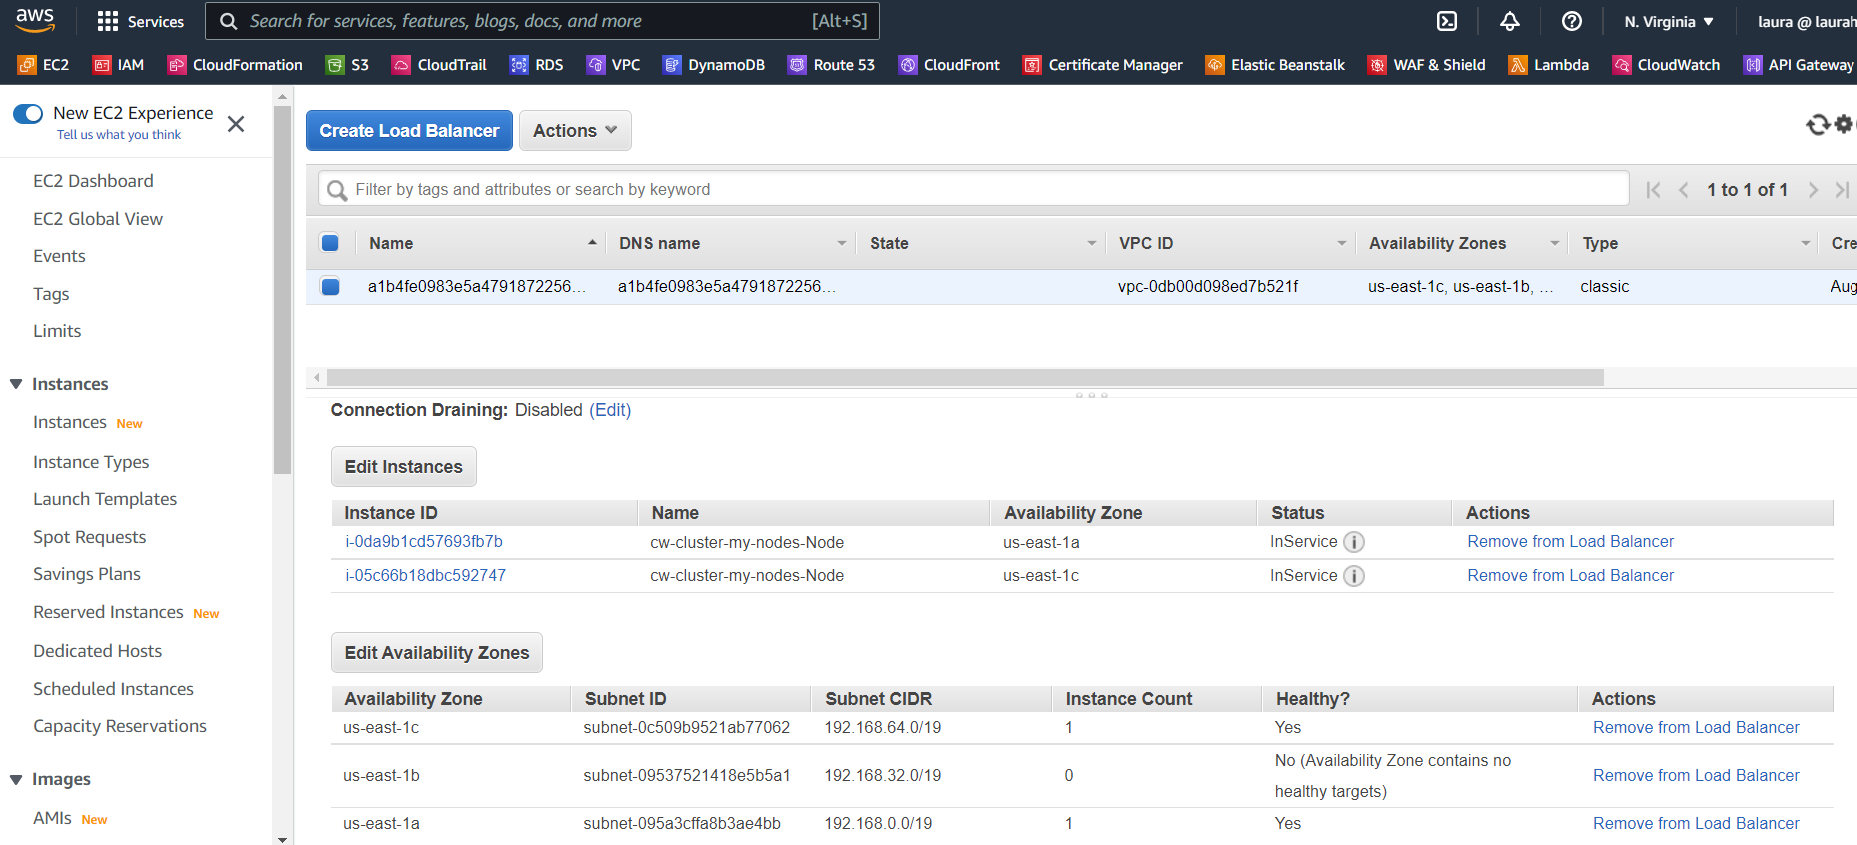 aws Services Search for services, features, blogs, docs, and more [Alt+S] N. Virginia ▼ laura @ laurah
EC2 IAM CloudFormation S3 CloudTrail RDS VPC DynamoDB Route 53 CloudFront Certificate Manager Elastic Beanstalk WAF & Shield Lambda CloudWatch API Gateway
New EC2 Experience
Tell us what you think
EC2 Dashboard
EC2 Global View
Events
Tags
Limits
Instances
Instances New
Instance Types
Launch Templates
Spot Requests
Savings Plans
Reserved Instances New
Dedicated Hosts
Scheduled Instances
Capacity Reservations
Images
AMIs New
Create Load Balancer Actions
Filter by tags and attributes or search by keyword 1 to 1 of 1
Name DNS name State VPC ID Availability Zones Type Cre
a1b4fe0983e5a4791872256... a1b4fe0983e5a4791872256... vpc-0db00d098ed7b521f us-east-1c, us-east-1b, ... classic Aug
Connection Draining: Disabled (Edit)
Edit Instances
Instance ID Name Availability Zone Status Actions
i-0da9b1cd57693fb7b cw-cluster-my-nodes-Node us-east-1a InService i Remove from Load Balancer
i-05c66b18dbc592747 cw-cluster-my-nodes-Node us-east-1c InService i Remove from Load Balancer
Edit Availability Zones
Availability Zone Subnet ID Subnet CIDR Instance Count Healthy? Actions
us-east-1c subnet-0c509b9521ab77062 192.168.64.0/19 1 Yes Remove from Load Balancer
us-east-1b subnet-09537521418e5b5a1 192.168.32.0/19 0 No (Availability Zone contains no
healthy targets) Remove from Load Balancer
us-east-1a subnet-095a3cffa8b3ae4bb 192.168.0.0/19 1 Yes Remove from Load Balancer